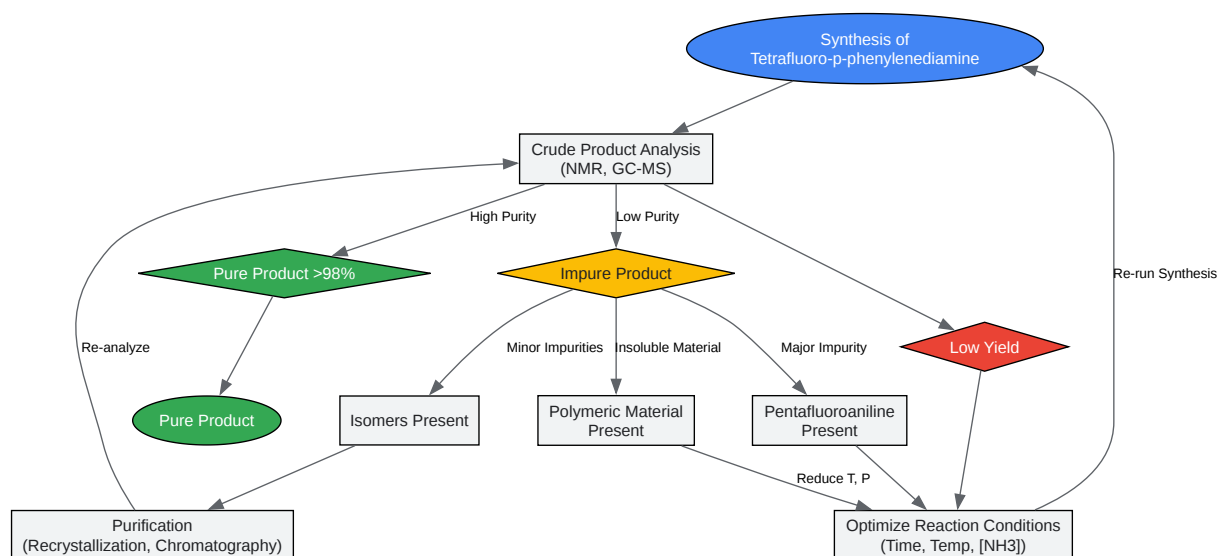 Synthesis of
Tetrafluoro-p-phenylenediamine
Crude Product Analysis
(NMR, GC-MS)
High Purity
Low Purity
Pure Product >98%
Impure Product
Re-run Synthesis
Re-analyze
Minor Impurities
Insoluble Material
Major Impurity
Low Yield
Pure Product
Isomers Present
Polymeric Material
Present
Pentafluoroaniline
Present
Reduce T, P
Purification
(Recrystallization, Chromatography)
Optimize Reaction Conditions
(Time, Temp, [NH3])